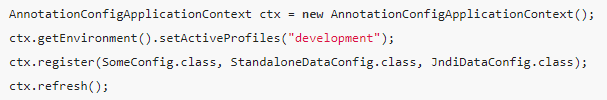 AnnotationConfigApplicationContext ctx = new AnnotationConfigApplicationContext();
ctx.getEnvironment().setActiveProfiles("development");
ctx.register(SomeConfig.class, StandaloneDataConfig.class, JndiDataConfig.class);
ctx.refresh();